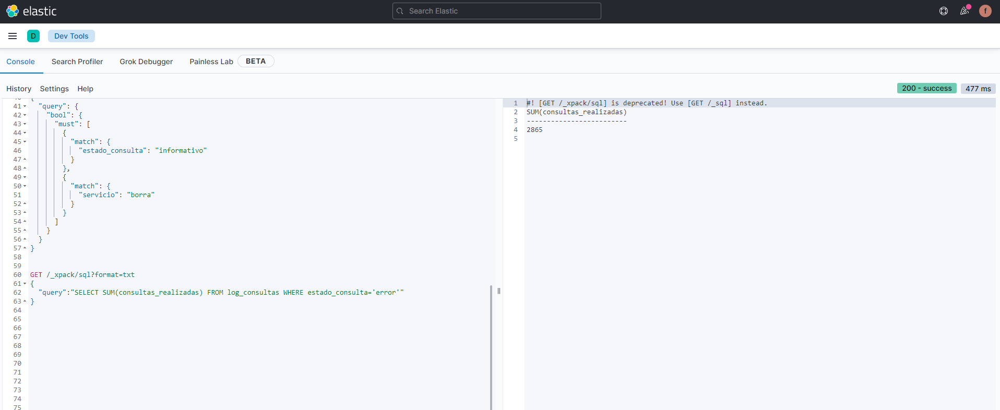 elastic
Search Elastic
f
D
Dev Tools
Console Search Profiler Grok Debugger Painless Lab BETA
History Settings Help
200 - success 477 ms
{
41 "query": {
42 "bool": {
43 "must": [
44 {
45 "match": {
46 "estado_consulta": "informativo"
47 }
48 },
49 {
50 "match": {
51 "servicio": "borra"
52 }
53 }
54 ]
55 }
56 }
57 }
58
59
60 GET /_xpack/sql?format=txt
61 {
62 "query":"SELECT SUM(consultas_realizadas) FROM log_consultas WHERE estado_consulta='error'"
63 }
64
65
66
67
68
69
70
71
72
73
74
75
1 #! [GET /_xpack/sql] is deprecated! Use [GET /_sql] instead.
2 SUM(consultas_realizadas)
3 -------------------------
4 2865
5